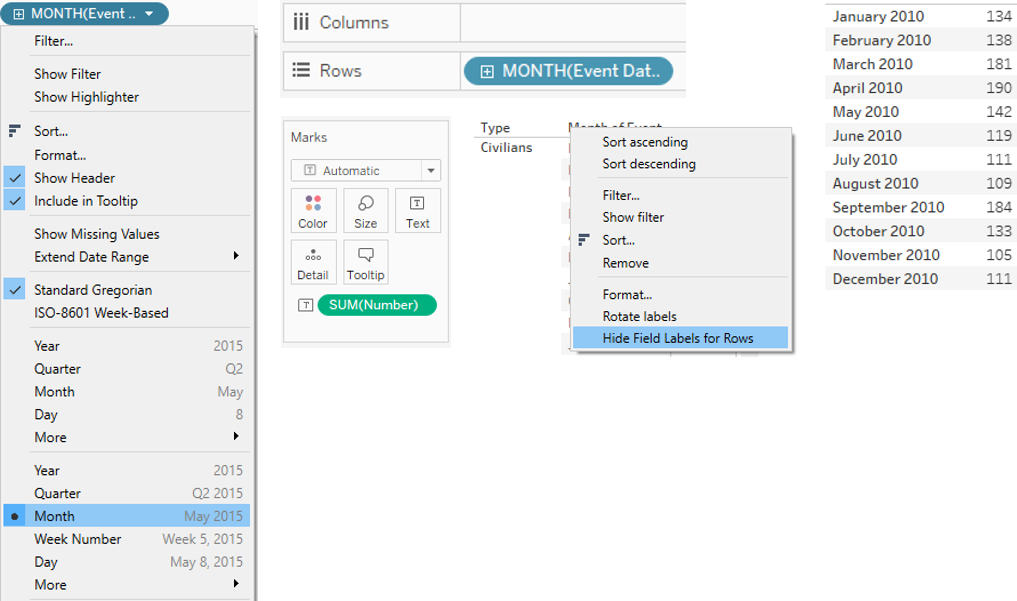 MONTH(Event ..
Filter...
Show Filter
Show Highlighter
Sort...
Format...
Show Header
Include in Tooltip
Show Missing Values
Extend Date Range
Standard Gregorian
ISO-8601 Week-Based
Year 2015
Quarter Q2
Month May
Day 8
More
Year 2015
Quarter Q2 2015
Month May 2015
Week Number Week 5, 2015
Day May 8, 2015
More
Columns
Rows MONTH(Event Dat..
Marks
Automatic
Color Size Text
Detail Tooltip
SUM(Number)
Type Month of Event
Civilians
Sort ascending
Sort descending
Filter...
Show filter
Sort...
Remove
Format...
Rotate labels
Hide Field Labels for Rows
January 2010 134
February 2010 138
March 2010 181
April 2010 190
May 2010 142
June 2010 119
July 2010 111
August 2010 109
September 2010 184
October 2010 133
November 2010 105
December 2010 111